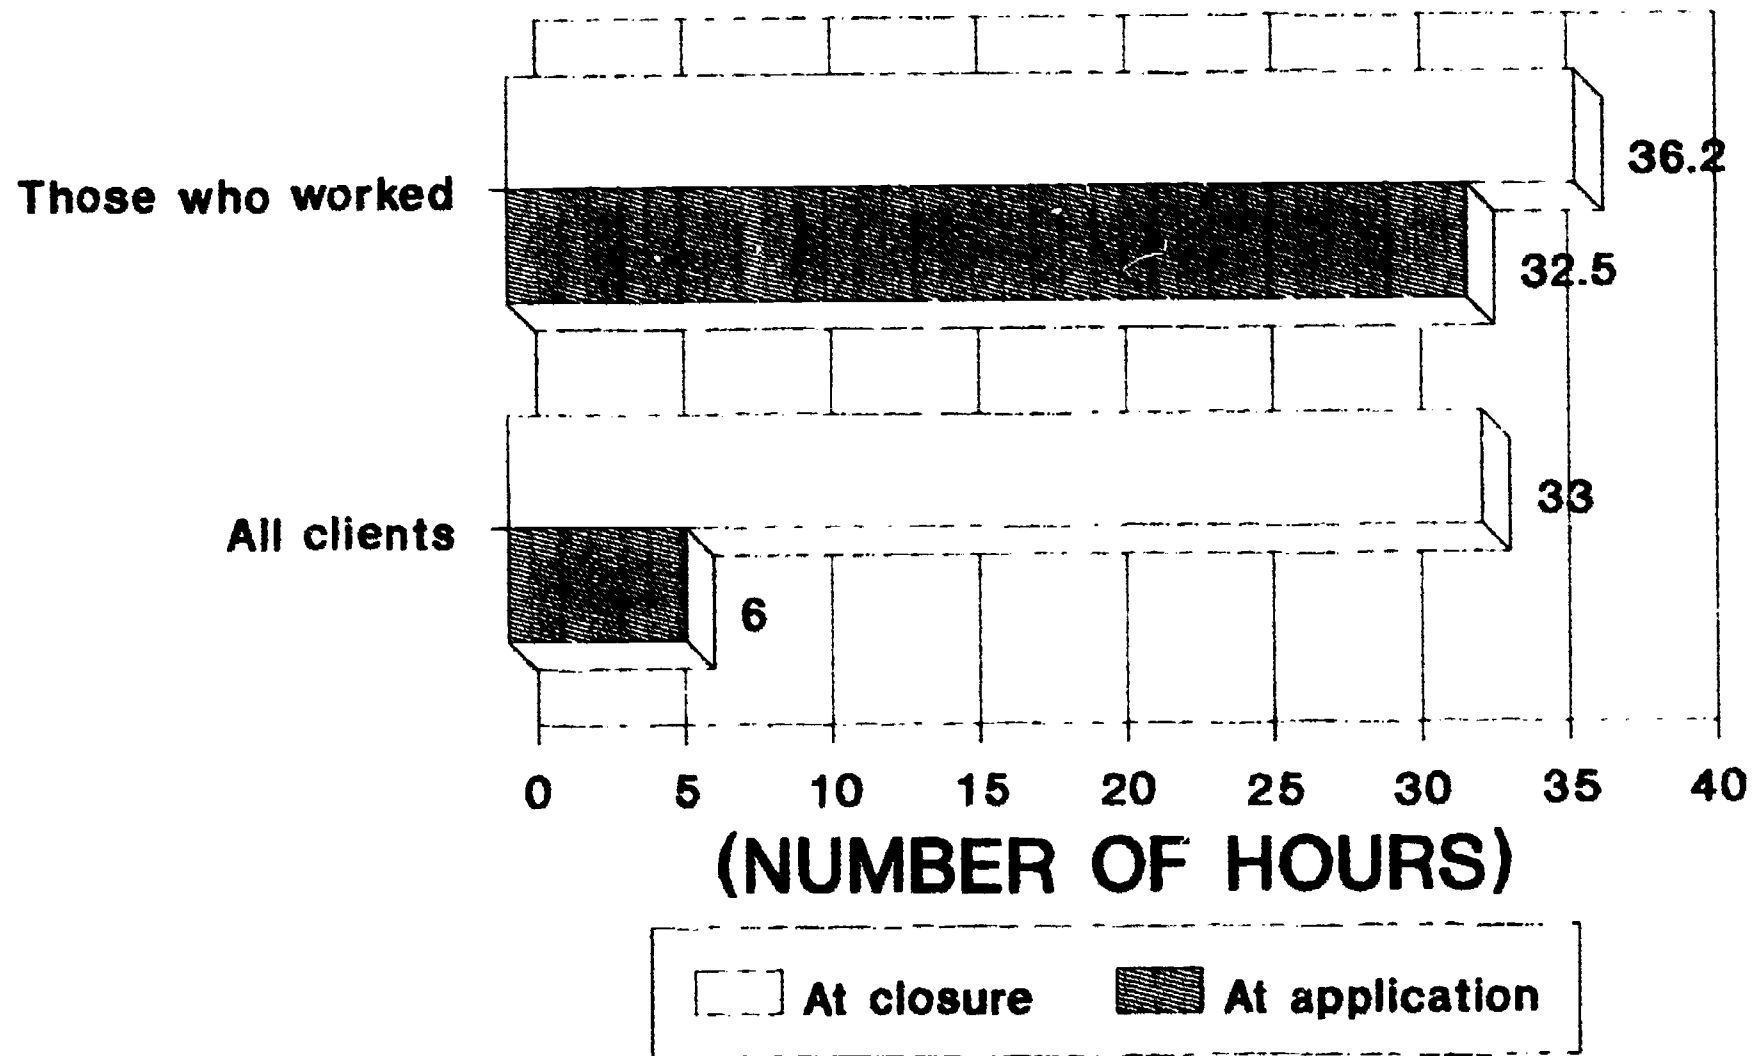 36.2
Those who worked
32.5
33
All clients
6
0 5 10 15 20 25 30 35 40
(NUMBER OF HOURS)
At closure At application